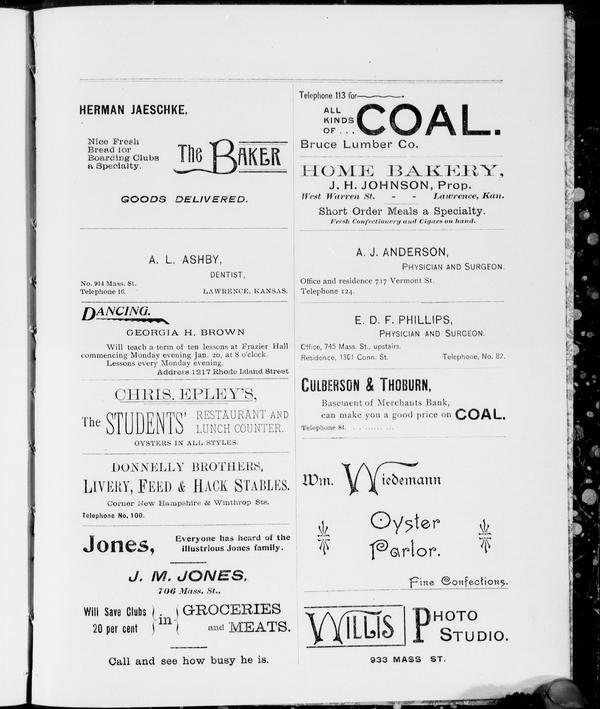 HERMAN JAESCHKE,
Nice Fresh
Bread for
Boarding Clubs
a Specialty.
The BAKER
GOODS DELIVERED.
A. L. ASHBY,
DENTIST,
No. 914 Mass. St.
Telephone 16.
LAWRENCE, KANSAS.
DANCING.
GEORGIA H. BROWN
Will teach a term of ten lessons at Frazier Hall
commencing Monday evening Jan. 20, at 8 o'clock.
Lessons every Monday evening.
Address 1217 Rhode Island Street
CHRIS. EPLEY'S,
The STUDENTS' RESTAURANT AND
LUNCH COUNTER.
OYSTERS IN ALL STYLES.
DONNELLY BROTHERS,
LIVERY, FEED & HACK STABLES.
Corner New Hampshire & Winthrop Sts.
Telephone No. 100.
Jones,
Everyone has heard of the
illustrious Jones family.
J. M. JONES,
706 Mass. St.,
Will Save Clubs
20 per cent
in
GROCERIES
and MEATS.
Call and see how busy he is.
Telephone 113 for
ALL
KINDS
OF . . .
COAL.
Bruce Lumber Co.
HOME BAKERY,
J. H. JOHNSON, Prop.
West Warren St. - - Lawrence, Kan.
Short Order Meals a Specialty.
Fresh Confectionery and Cigars on hand.
A. J. ANDERSON,
PHYSICIAN AND SURGEON.
Office and residence 717 Vermont St.
Telephone 124.
E. D. F. PHILLIPS,
PHYSICIAN AND SURGEON.
Office, 745 Mass. St., upstairs.
Residence, 1301 Conn. St. Telephone, No. 82.
CULBERSON & THOBURN,
Basement of Merchants Bank,
can make you a good price on COAL.
Telephone 84. . . . . . . . . . .
Wm. Wiedemann
Oyster
Parlor.
Fine Confections.
WILLIS PHOTO
STUDIO.
933 MASS ST.